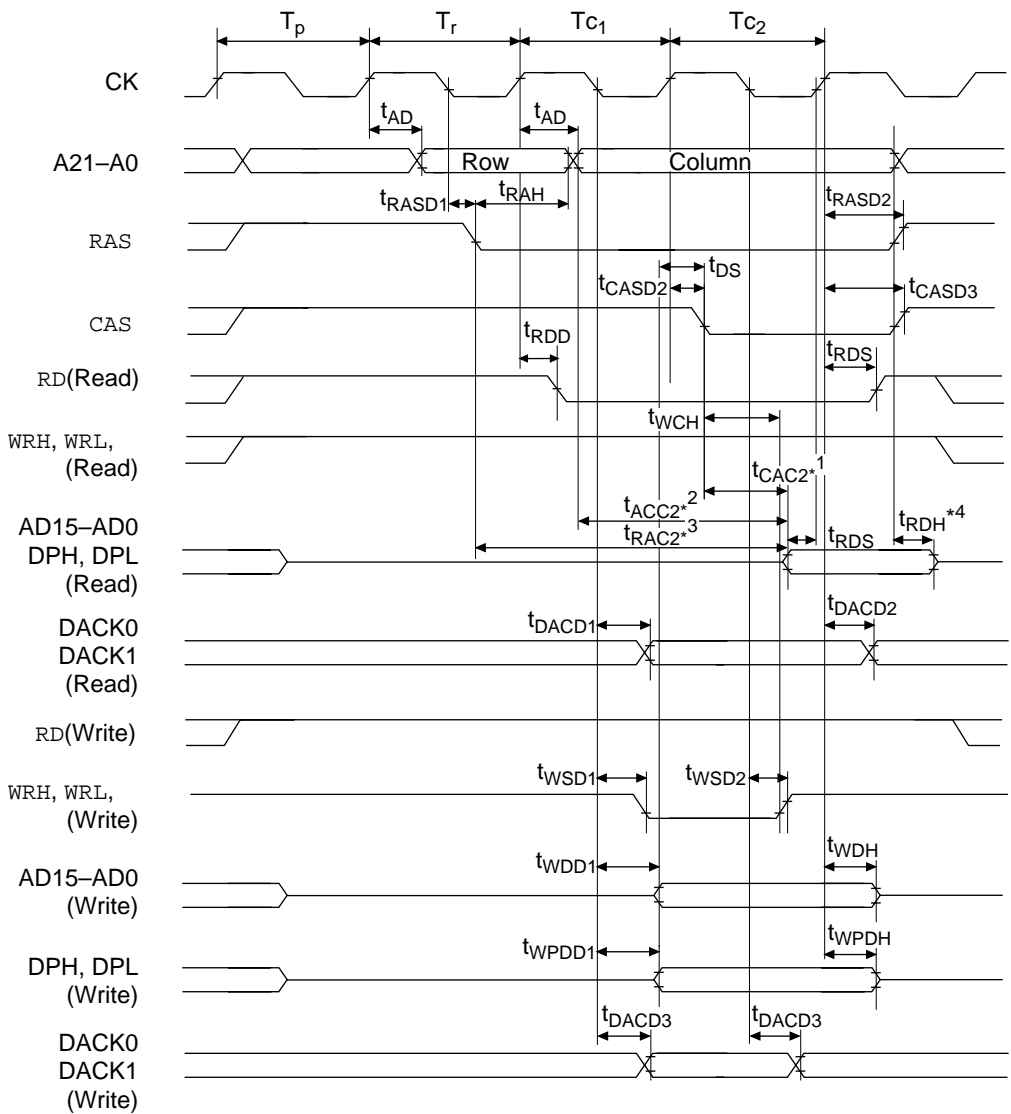 Tp Tr Tc1 Tc2
CK
tAD tAD
A21–A0 Row Column
tRASD1 tRAH tRASD2
RAS
tDS
tCASD2 tCASD3
CAS
tRDD tRDS
RD(Read)
tWCH
WRH, WRL,
(Read)
tCAC2*1
tACC2*2
AD15–AD0
tRAC2*3 tRDH*4
DPH, DPL tRDS
(Read)
DACK0 tDACD1 tDACD2
DACK1
(Read)
RD(Write)
tWSD1 tWSD2
WRH, WRL,
(Write)
tWDD1 tWDH
AD15–AD0
(Write)
tWPDD1 tWPDH
DPH, DPL
(Write)
tDACD3 tDACD3
DACK0
DACK1
(Write)